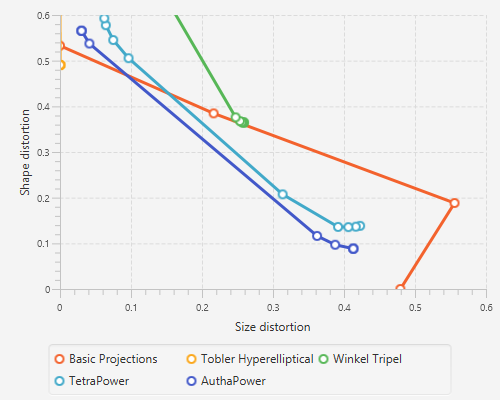 0.6
0.5
0.4
0.3
0.2
0.1
0
Shape distortion
0 0.1 0.2 0.3 0.4 0.5 0.6
Size distortion
Basic Projections Tobler Hyperelliptical Winkel Tripel
TetraPower AuthaPower